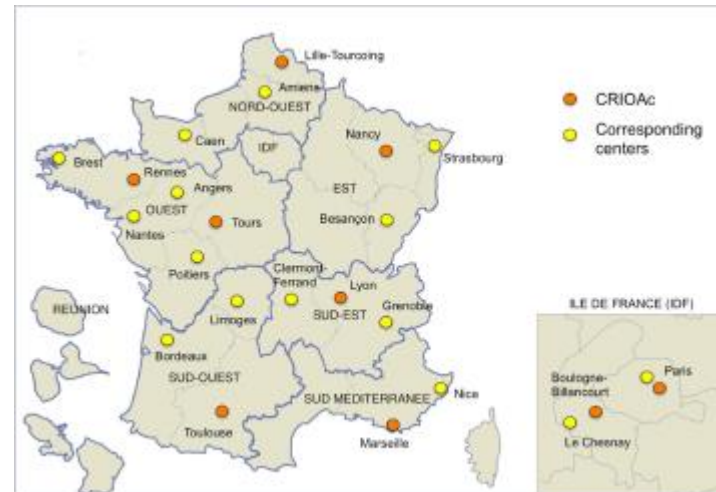 Lille-Tourcoing
Amiens
NORD-OUEST
Caen
IDF
Nancy
Strasbourg
EST
Brest
Rennes
Angers
OUEST
Nantes
Tours
Besançon
Poitiers
Clermont-
Ferrand
Lyon
Grenoble
SUD-EST
Limoges
REUNION
Bordeaux
SUD-OUEST
SUD MEDITERRANEE
Nice
Toulouse
Marseille
CRIOAc
Corresponding
centers
ILE DE FRANCE (IDF)
Paris
Boulogne-
Billancourt
Le Chesnay